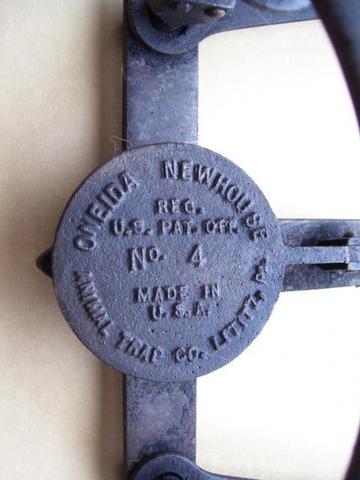 ONEIDA NEWHOUSE
REG.
U.S. PAT. OFF.
No. 4
MADE IN
U.S.A.
ANIMAL TRAP CO. LITITZ, PA.